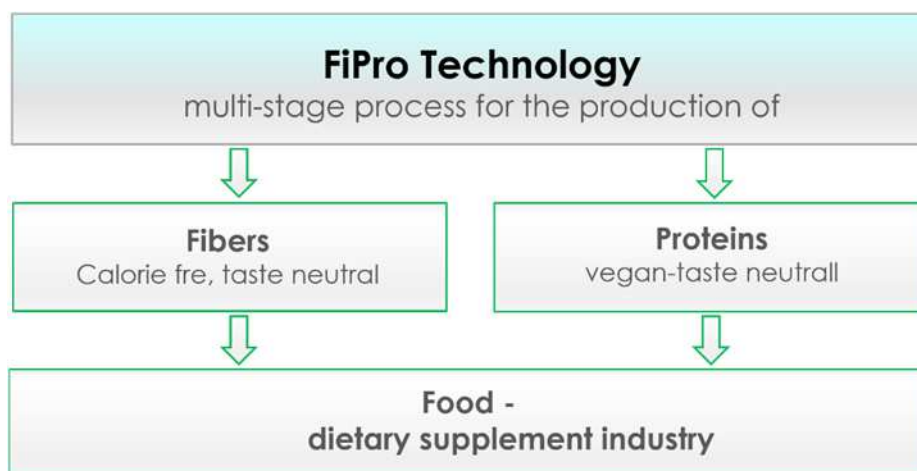 FiPro Technology
multi-stage process for the production of
Fibers
Calorie fre, taste neutral
Proteins
vegan-taste neutrall
Food -
dietary supplement industry